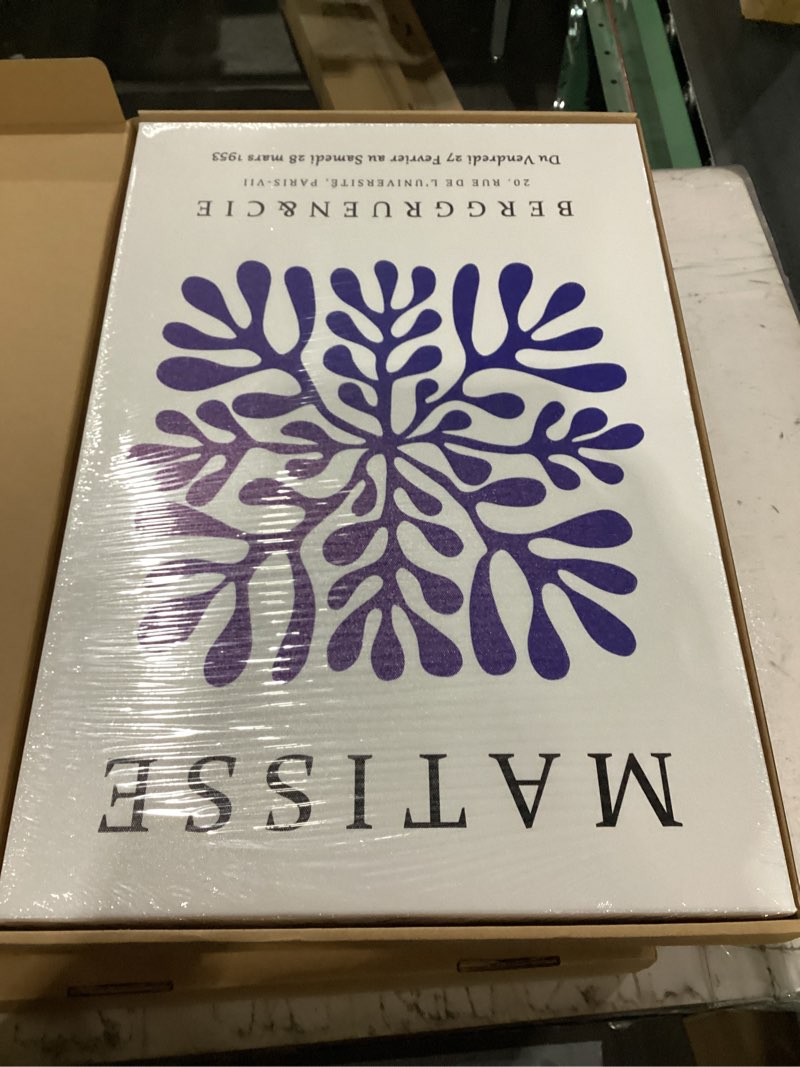 MATISSE
BERGGRUEN&CIE
20. RUE DE L'UNIVERSITÉ, PARIS-VII
Du Vendredi 27 Fevrier au Samedi 28 mars 1953